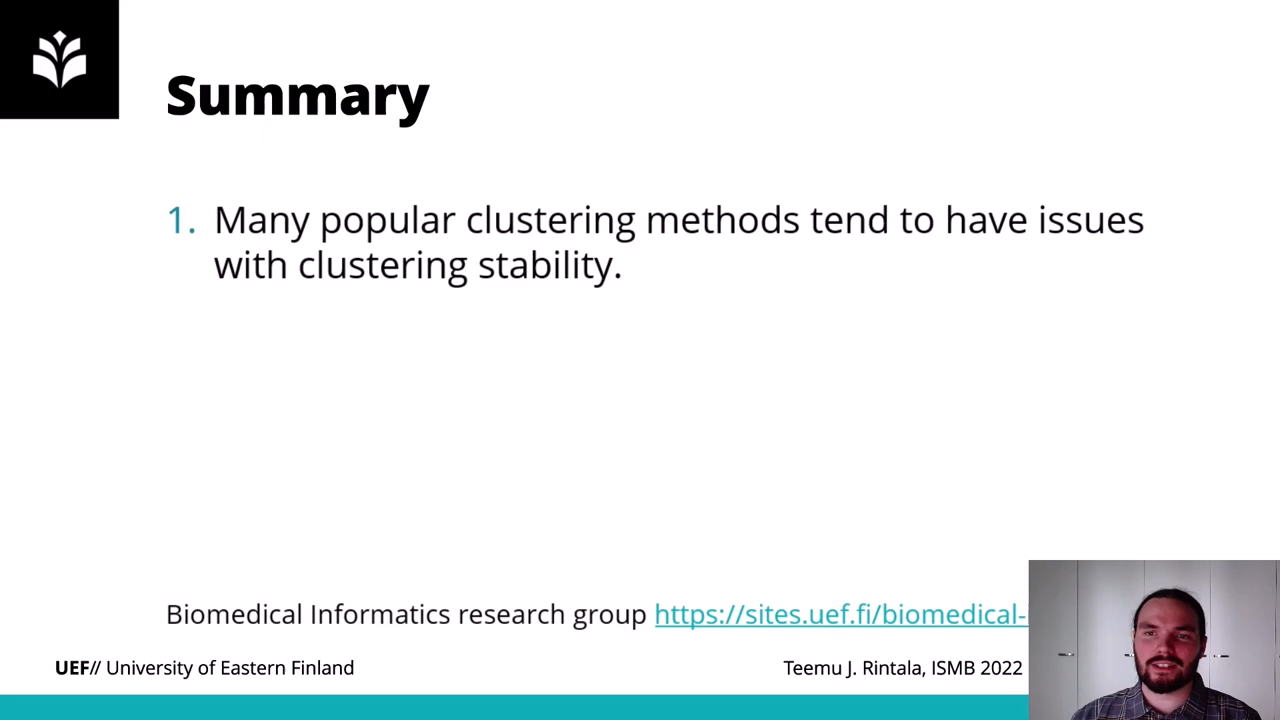 Summary
1. Many popular clustering methods tend to have issues
with clustering stability.
Biomedical Informatics research group https://sites.uef.fi/biomedical-
UEF// University of Eastern Finland
Teemu J. Rintala, ISMB 2022